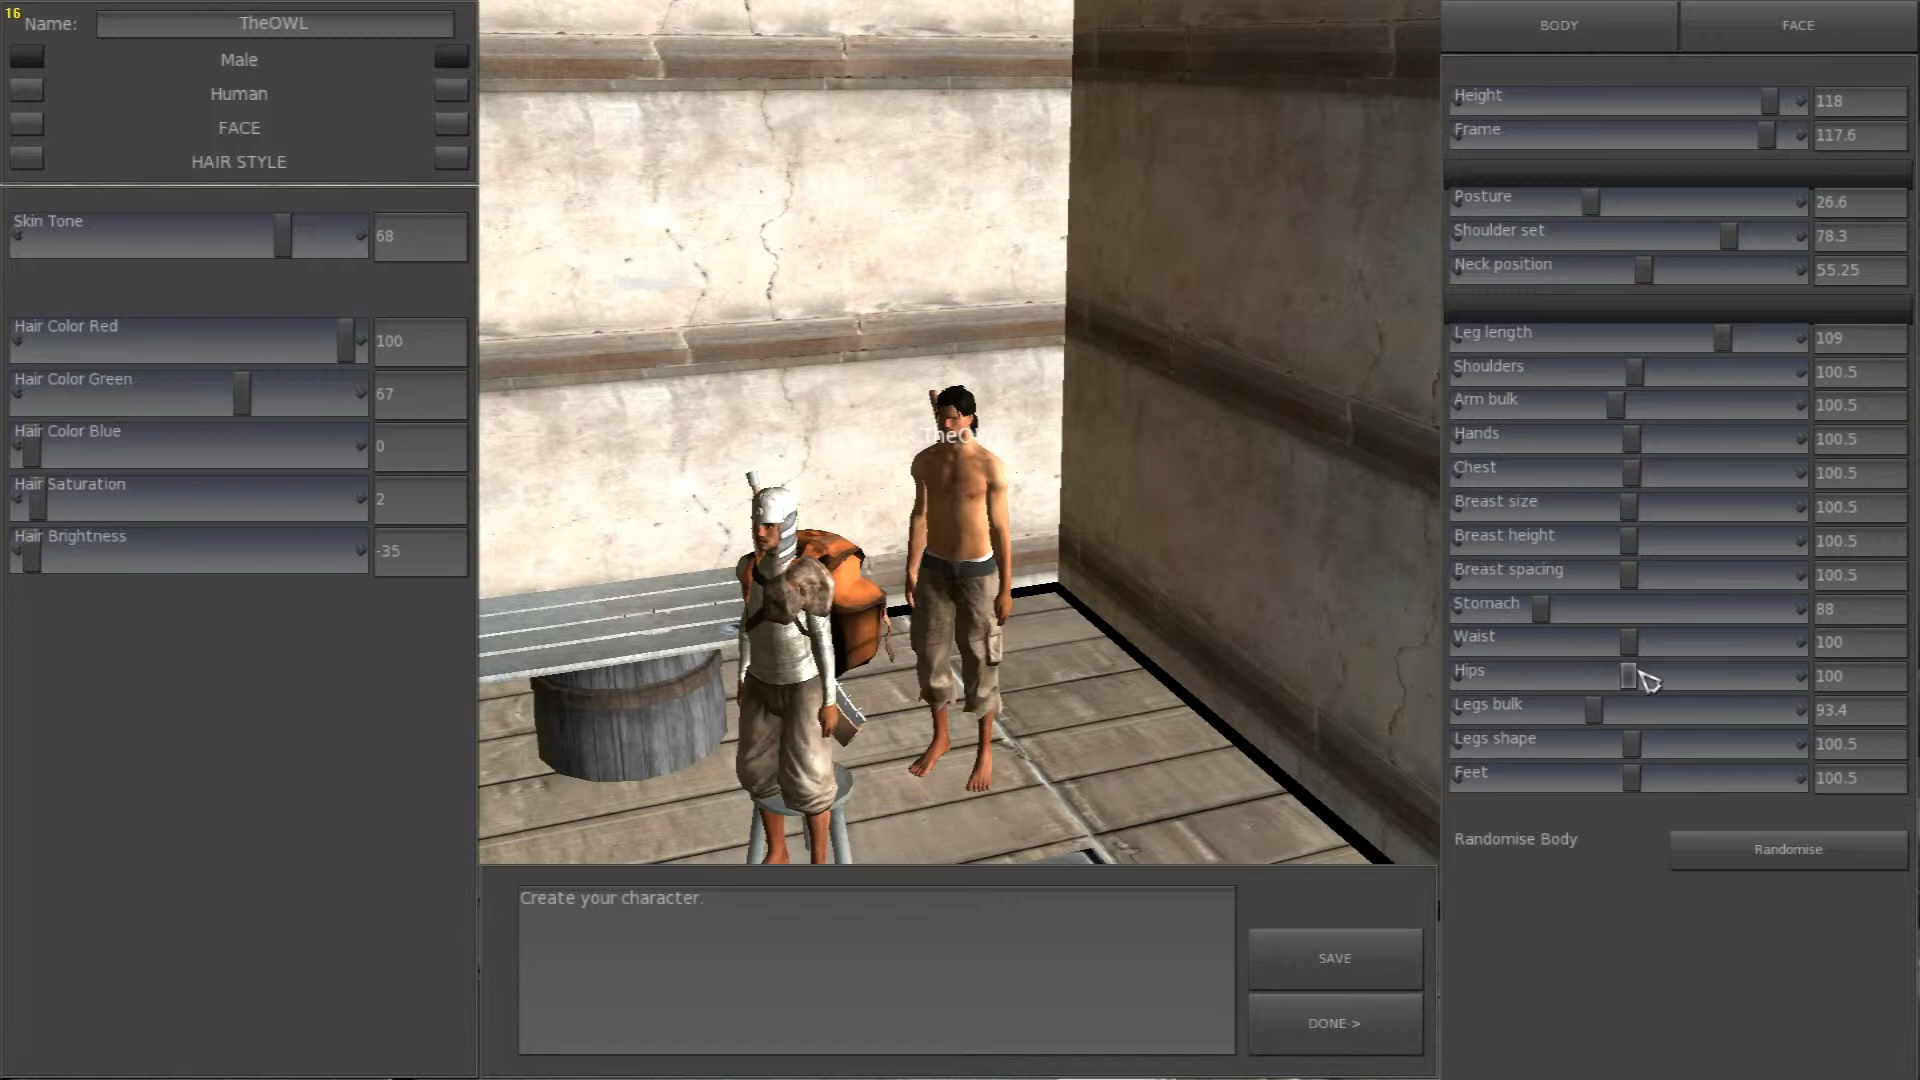 16
Name: TheOWL
Male
Human
FACE
HAIR STYLE
Skin Tone 68
Hair Color Red 100
Hair Color Green 67
Hair Color Blue 0
Hair Saturation 2
Hair Brightness -35
TheOWL
Create your character.
SAVE
DONE->
BODY FACE
Height 118
Frame 117.6
Posture 26.6
Shoulder set 78.3
Neck position 55.25
Leg length 109
Shoulders 100.5
Arm bulk 100.5
Hands 100.5
Chest 100.5
Breast size 100.5
Breast height 100.5
Breast spacing 100.5
Stomach 88
Waist 100
Hips 100
Legs bulk 93.4
Legs shape 100.5
Feet 100.5
Randomise Body Randomise